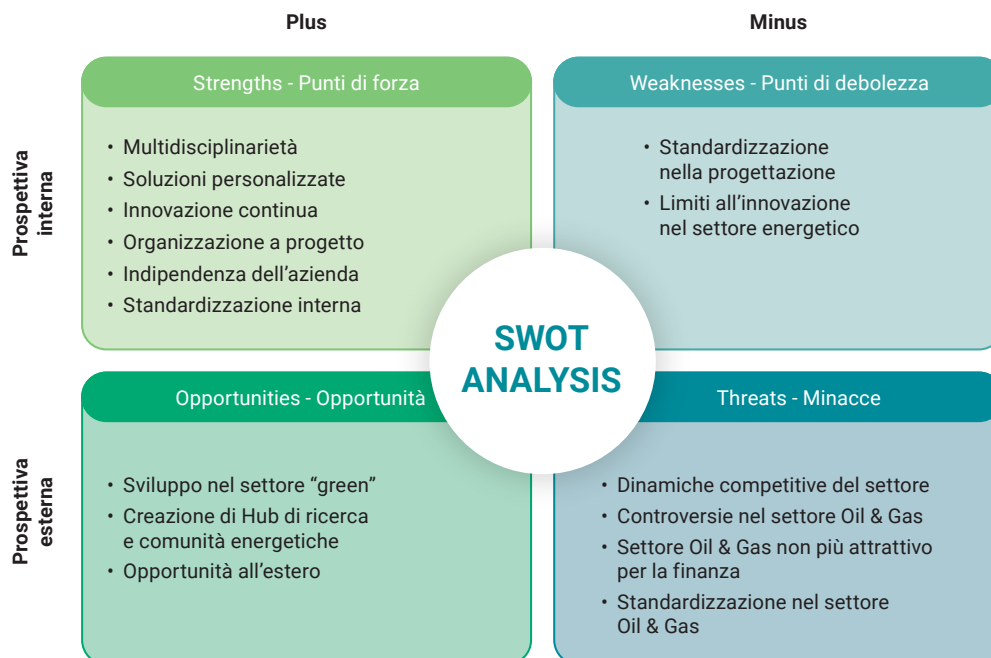 Plus
Minus
Prospettiva
interna
Strengths - Punti di forza
• Multidisciplinarietà
• Soluzioni personalizzate
• Innovazione continua
• Organizzazione a progetto
• Indipendenza dell’azienda
• Standardizzazione interna
Weaknesses - Punti di debolezza
• Standardizzazione
nella progettazione
• Limiti all’innovazione
nel settore energetico
SWOT
ANALYSIS
Prospettiva
esterna
Opportunities - Opportunità
• Sviluppo nel settore “green”
• Creazione di Hub di ricerca
e comunità energetiche
• Opportunità all’estero
Threats - Minacce
• Dinamiche competitive del settore
• Controversie nel settore Oil & Gas
• Settore Oil & Gas non più attrattivo
per la finanza
• Standardizzazione nel settore
Oil & Gas